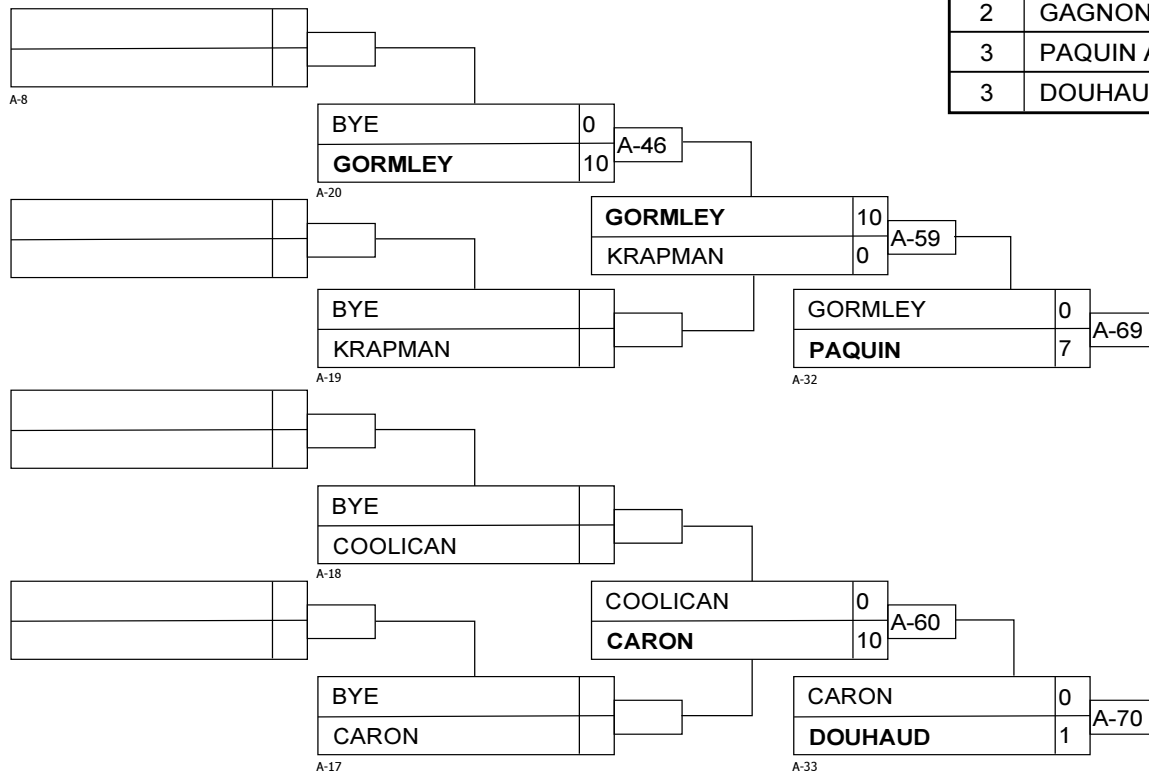 2 GAGNON
3 PAQUIN
3
A-8
BYE 0
GORMLEY 10
A-46
A-20
GORMLEY 10
KRAPMAN 0
A-59
BYE
KRAPMAN
A-19
GORMLEY 0
PAQUIN 7
A-69
A-32
BYE
COOLICAN
A-18
COOLICAN 0
CARON 10
A-60
BYE
CARON
A-17
CARON 0
DOUHAUD 1
A-70
A-33